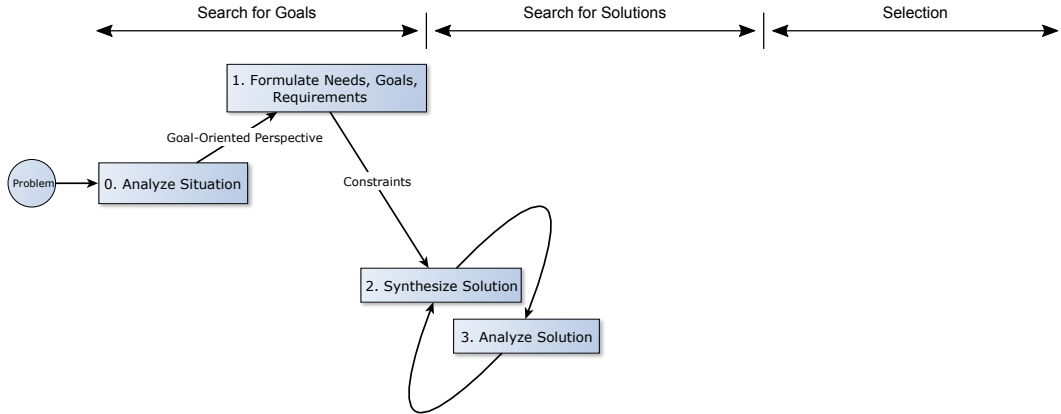 Search for Goals
Search for Solutions
Selection
1. Formulate Needs, Goals,
Requirements
Goal-Oriented Perspective
Problem
0. Analyze Situation
Constraints
2. Synthesize Solution
3. Analyze Solution